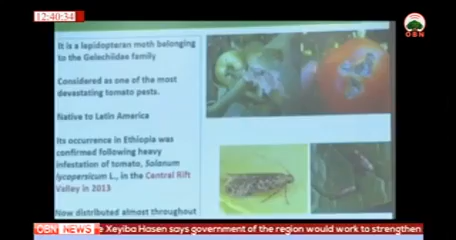 12:40:34
OBN
It is a lepidopteran moth belonging
to the Gelechiidae family
Considered as one of the most
devastating tomato pests.
Native to Latin America
Its occurrence in Ethiopia was
confirmed following heavy
infestation of tomato, Solanum
lycopersicum L., in the Central Rift
Valley in 2013
Now distributed almost throughout
OBN NEWS e Xeyiba Hasen says government of the region would work to strengthen